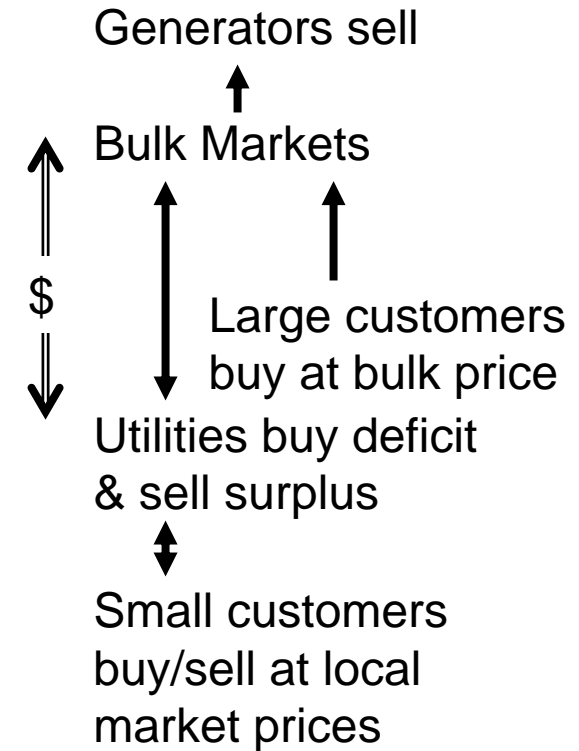 Generators sell
Bulk Markets
$
Large customers
buy at bulk price
Utilities buy deficit
& sell surplus
Small customers
buy/sell at local
market prices